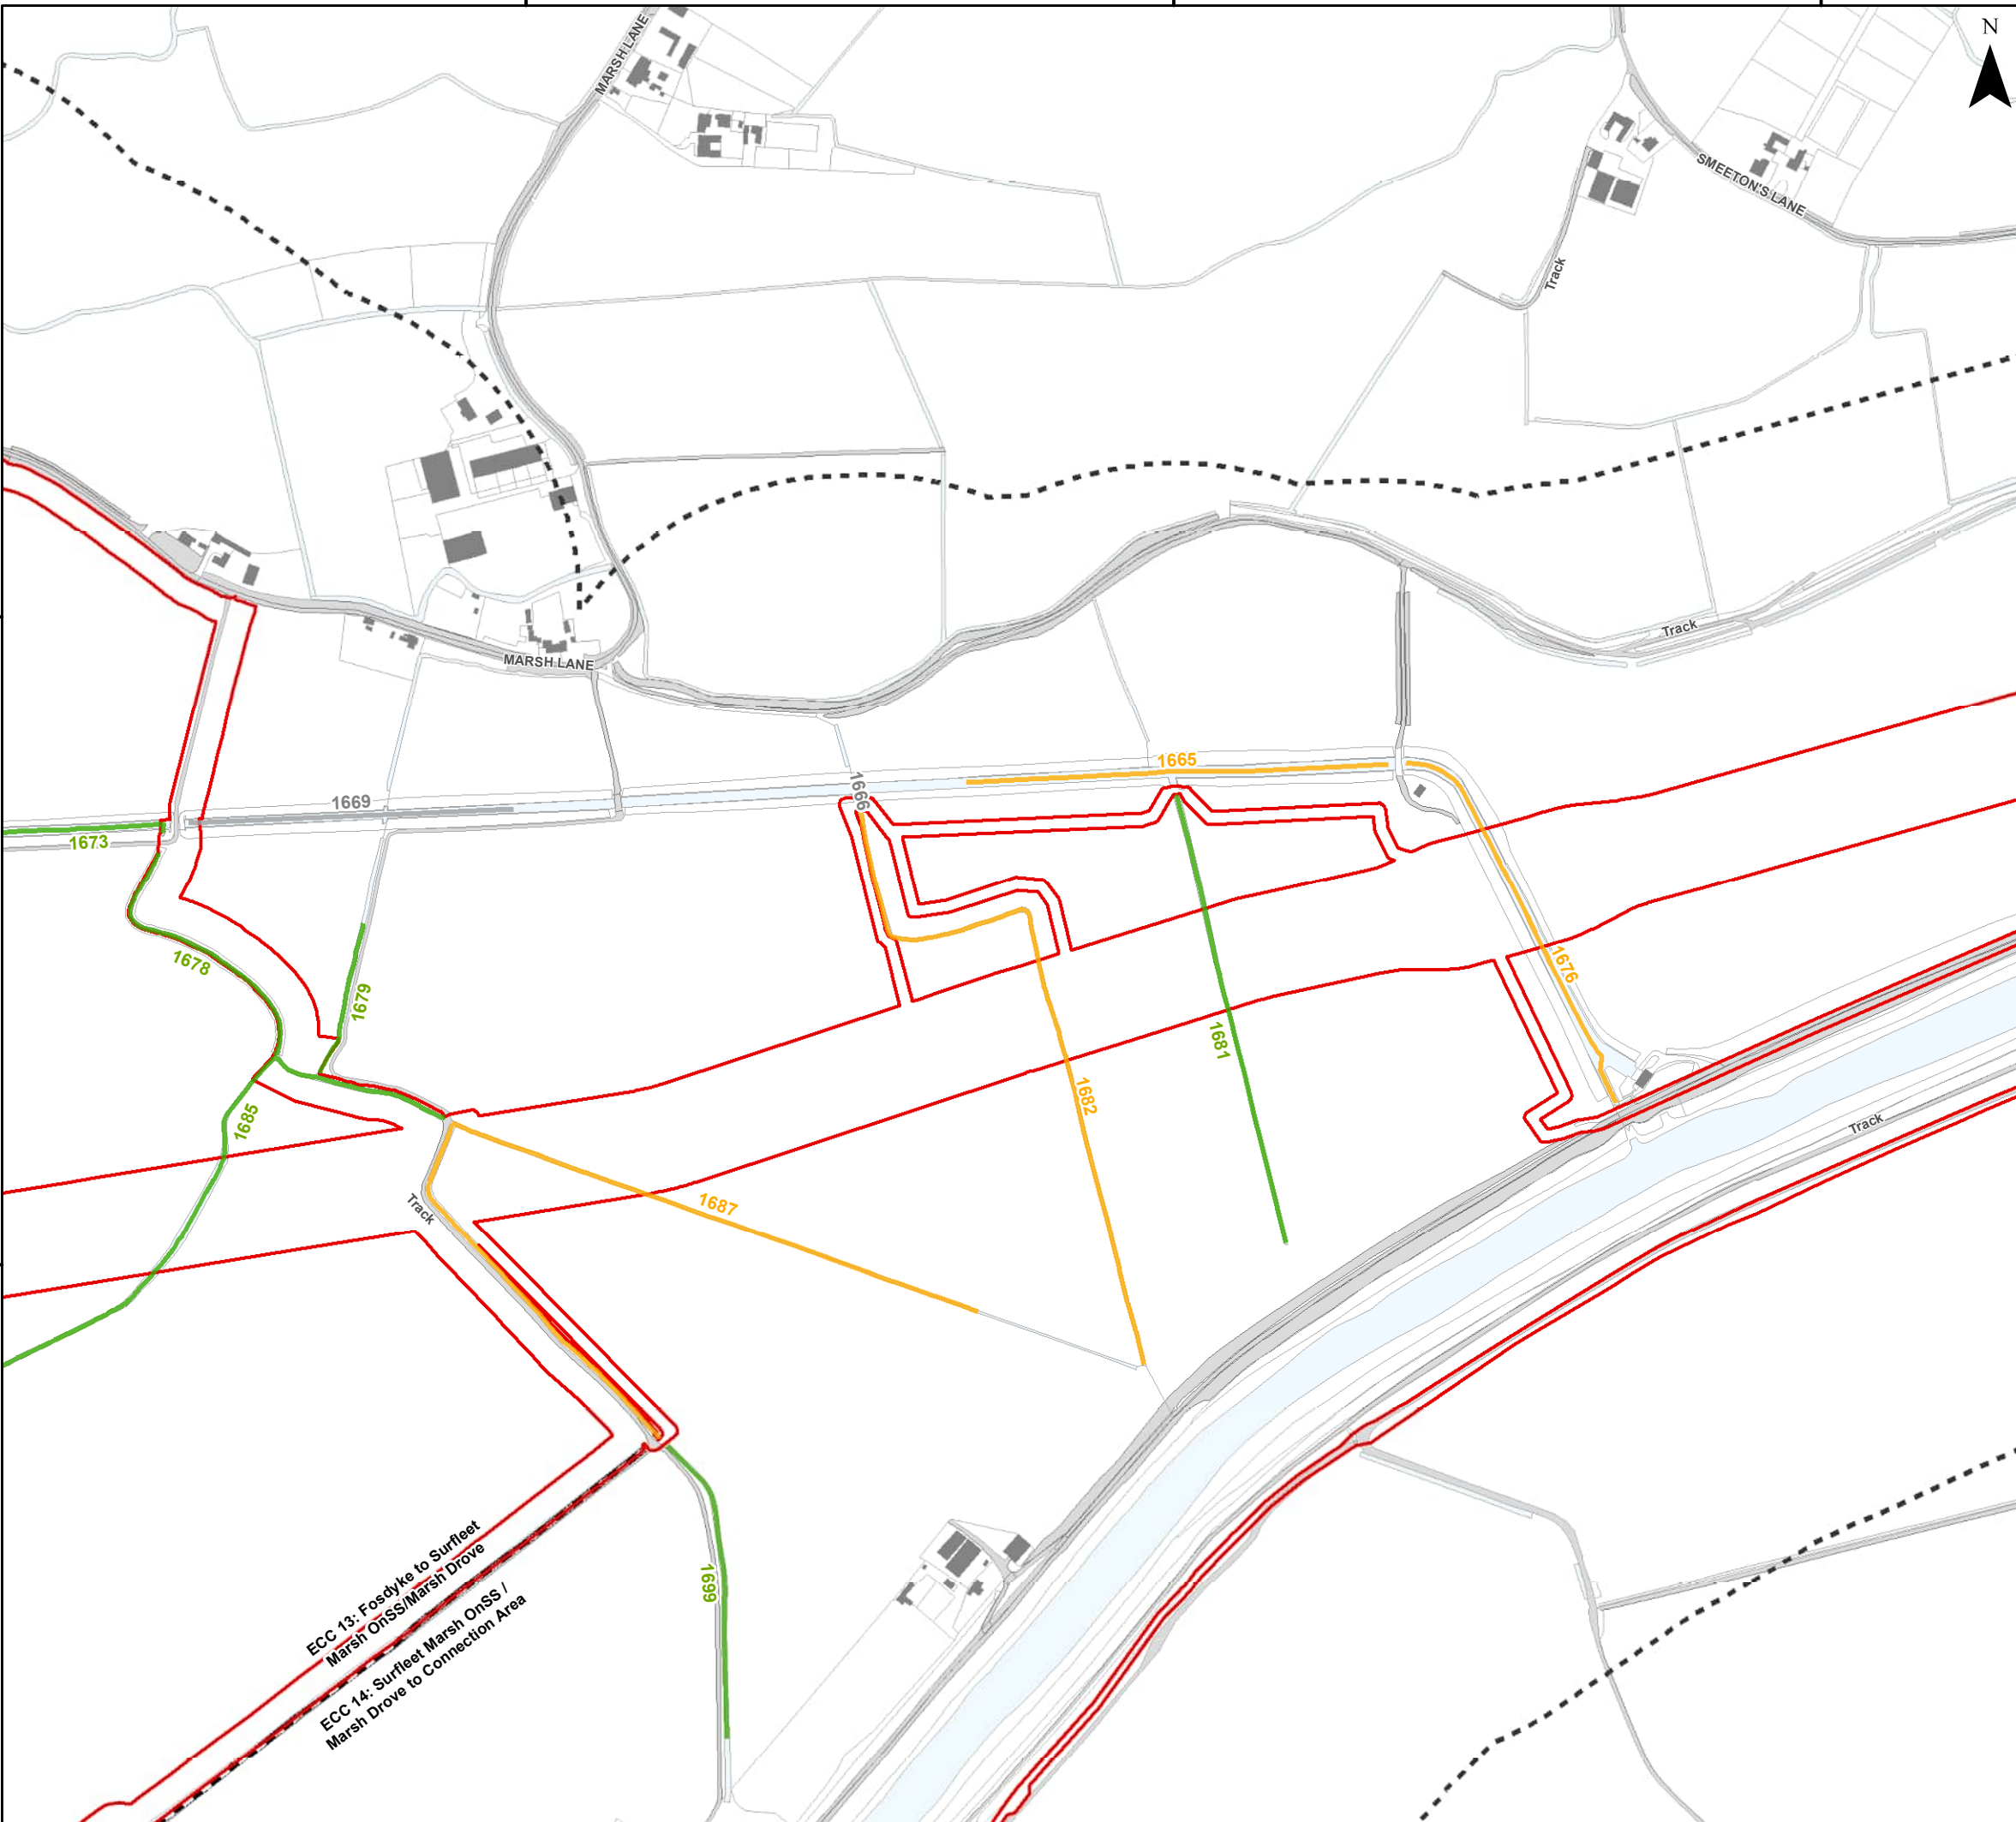 N
MARSH LANE
SMEETON'S LANE
Track
Track
MARSH LANE
1665
1666
1669
1673
1678
1679
1676
1681
1682
1685
Track
Track
1687
1699
ECC 13: Fosdyke to Surfleet
Marsh OnSS/Marsh Drove
ECC 14: Surfleet Marsh OnSS /
Marsh Drove to Connection Area